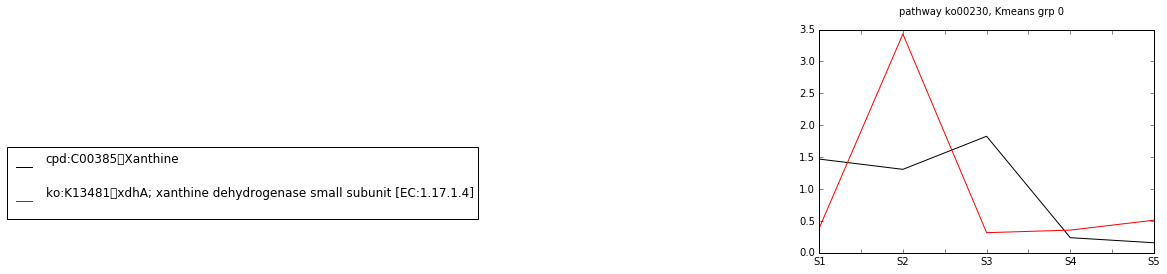 pathway ko00230, Kmeans grp 0
3.5
3.0
2.5
2.0
1.5
1.0
0.5
0.0
S1 S2 S3 S4 S5
cpd:C00385▯Xanthine
ko:K13481▯xdhA; xanthine dehydrogenase small subunit [EC:1.17.1.4]